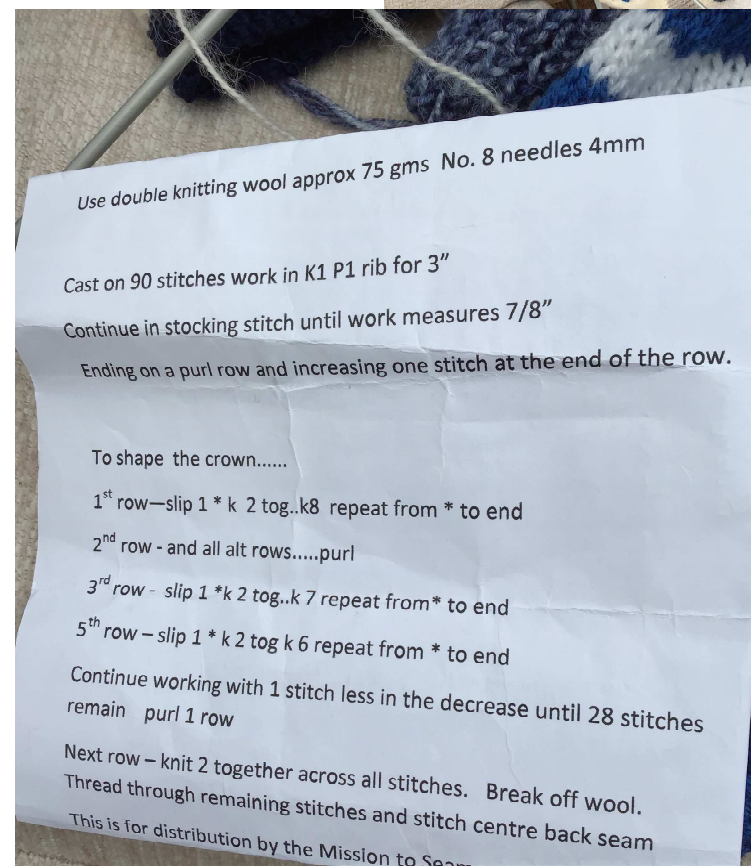 Use double knitting wool approx 75 gms No. 8 needles 4mm
Cast on 90 stitches work in K1 P1 rib for 3”
Continue in stocking stitch until work measures 7/8”
Ending on a purl row and increasing one stitch at the end of the row.
To shape the crown......
1st row—slip 1 * k 2 tog..k8 repeat from * to end
2nd row - and all alt rows.....purl
3rd row - slip 1 *k 2 tog..k 7 repeat from* to end
5th row – slip 1 * k 2 tog k 6 repeat from * to end
Continue working with 1 stitch less in the decrease until 28 stitches
remain purl 1 row
Next row – knit 2 together across all stitches. Break off wool.
Thread through remaining stitches and stitch centre back seam
This is for distribution by the Mission to